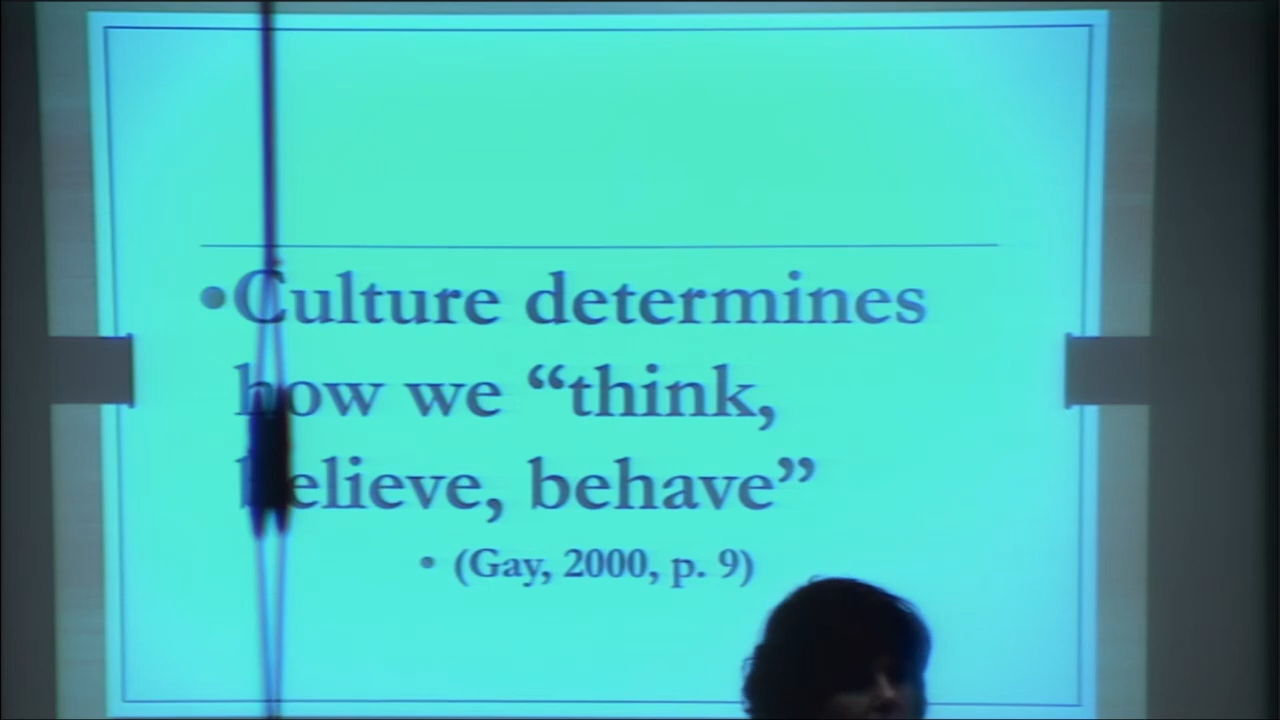 •Culture determines
how we “think,
believe, behave”
• (Gay, 2000, p. 9)